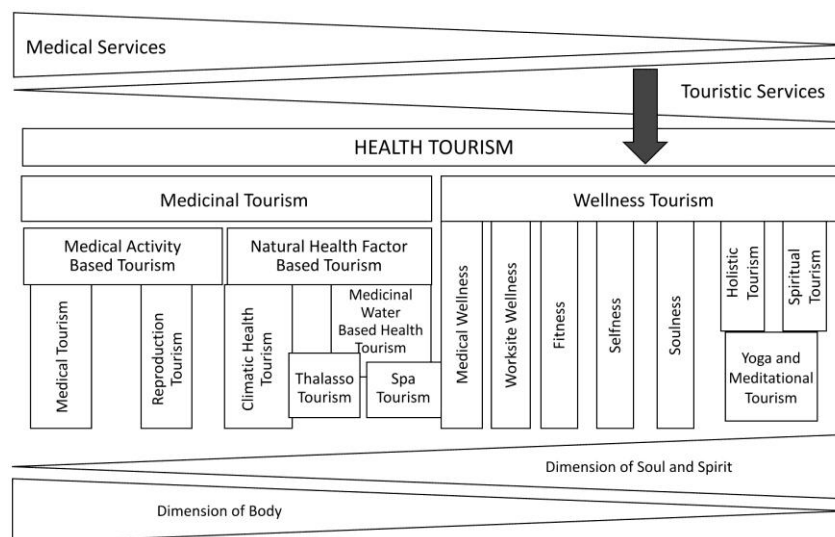 Medical Services
Touristic Services
HEALTH TOURISM
Medicinal Tourism
Wellness Tourism
Medical Activity
Based Tourism
Natural Health Factor
Based Tourism
Medical Tourism
Reproduction
Tourism
Climatic Health
Tourism
Medicinal
Water
Based Health
Tourism
Thalasso
Tourism
Spa
Tourism
Medical Wellness
Worksite Wellness
Fitness
Selfness
Soulness
Holistic
Tourism
Spiritual
Tourism
Yoga and
Meditational
Tourism
Dimension of Soul and Spirit
Dimension of Body